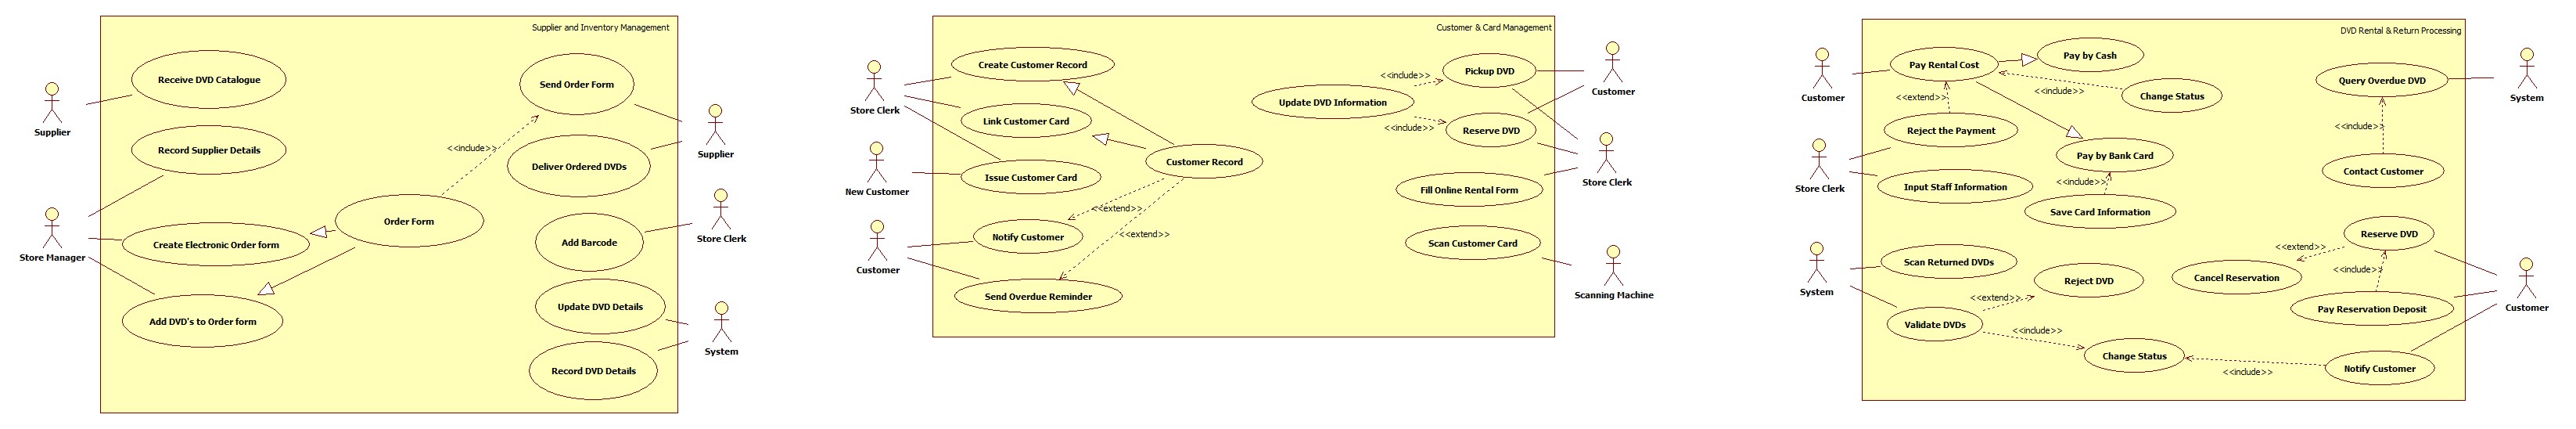 Supplier and Inventory Management
Receive DVD Catalogue
Send Order Form
Supplier
Record Supplier Details
<<include>>
Deliver Ordered DVDs
Supplier
Order Form
Store Manager
Create Electronic Order form
Add Barcode
Store Clerk
Add DVD's to Order form
Update DVD Details
System
Record DVD Details
Customer & Card Management
Create Customer Record
Store Clerk
Link Customer Card
New Customer
Issue Customer Card
Customer Record
<<extend>>
Notify Customer
Customer
<<extend>>
Send Overdue Reminder
<<include>>
Pickup DVD
Customer
Update DVD Information
<<include>>
Reserve DVD
Store Clerk
Fill Online Rental Form
Scan Customer Card
Scanning Machine
DVD Rental & Return Processing
Customer
Pay Rental Cost
Pay by Cash
<<include>>
Change Status
<<extend>>
Reject the Payment
Store Clerk
Pay by Bank Card
Input Staff Information
<<include>>
Save Card Information
Query Overdue DVD
System
<<include>>
Contact Customer
System
Scan Returned DVDs
Reject DVD
<<extend>>
Validate DVDs
<<include>>
Change Status
Reserve DVD
<<extend>>
Cancel Reservation
<<include>>
Pay Reservation Deposit
Customer
<<include>>
Notify Customer